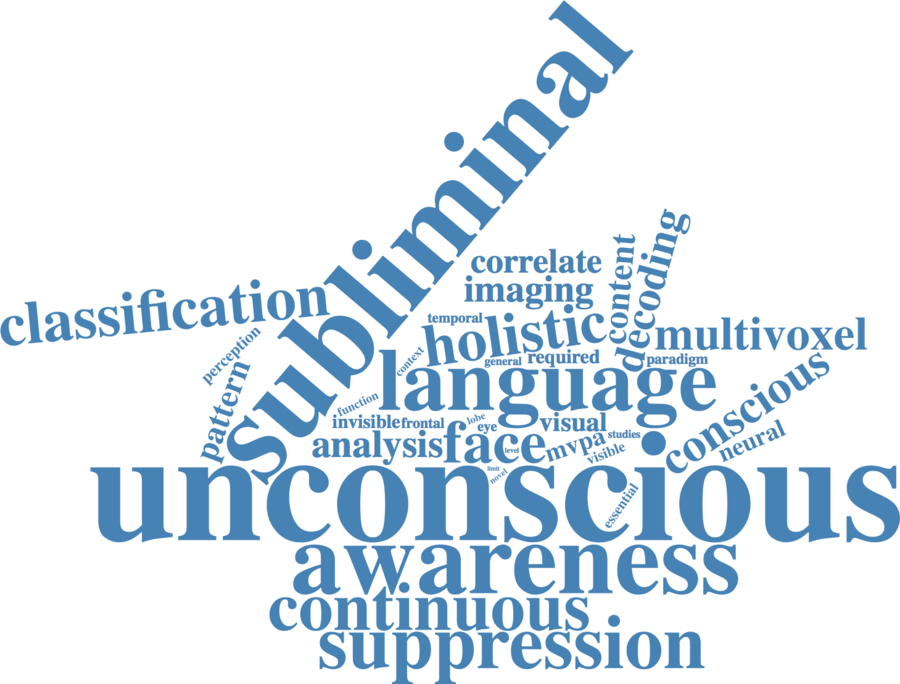 subliminal
classification
correlate
imaging
content
decoding
perception
pattern
temporal
holistic
context
general
required
multivoxel
paradigm
language
function
invisible
frontal
lobe
eye
visual
conscious
analysis
face
level
mvpa
studies
visible
neural
limit
novel
essential
unconscious
awareness
continuous
suppression